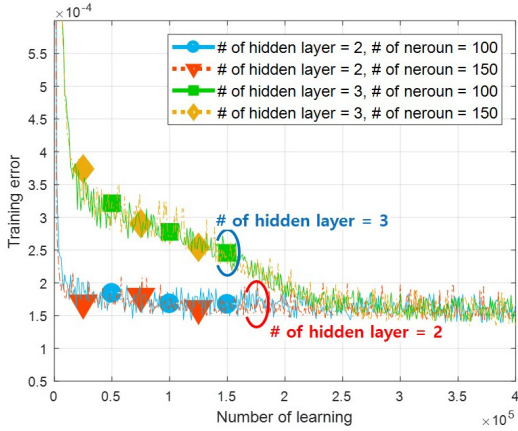 ×10⁻⁴
6
5.5
5
4.5
4
3.5
3
2.5
2
1.5
1
0.5
Training error
# of hidden layer = 2, # of neroun = 100
# of hidden layer = 2, # of neroun = 150
# of hidden layer = 3, # of neroun = 100
# of hidden layer = 3, # of neroun = 150
# of hidden layer = 3
# of hidden layer = 2
0 0.5 1 1.5 2 2.5 3 3.5 4
Number of learning
×10⁵